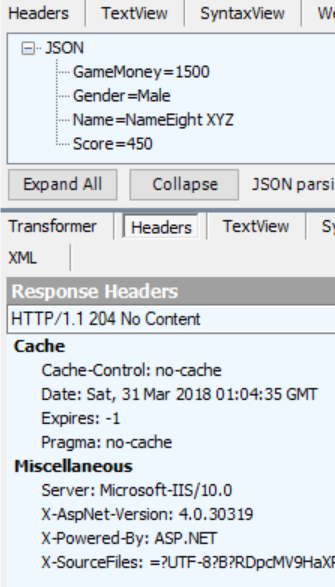 Headers TextView SyntaxView
JSON
GameMoney=1500
Gender=Male
Name=NameEight XYZ
Score=450
Expand All Collapse JSON parsi
Transformer Headers TextView Sy
XML
Response Headers
HTTP/1.1 204 No Content
Cache
Cache-Control: no-cache
Date: Sat, 31 Mar 2018 01:04:35 GMT
Expires: -1
Pragma: no-cache
Miscellaneous
Server: Microsoft-IIS/10.0
X-AspNet-Version: 4.0.30319
X-Powered-By: ASP.NET
X-SourceFiles: =?UTF-8?B?RDpcMV9HaX